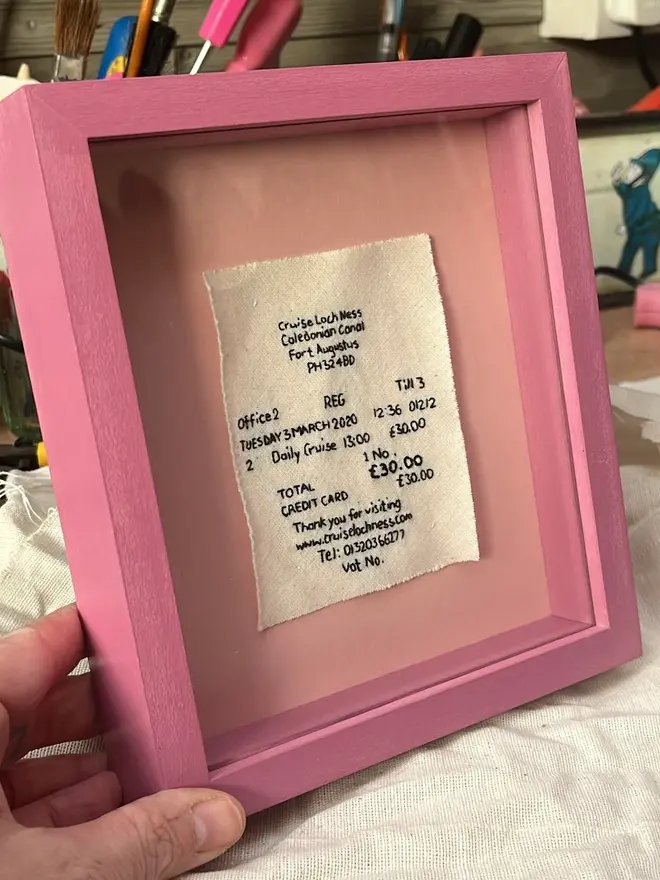 Cruise Loch Ness
Caledonian Canal
Fort Augustus
PH32 4BD
Office 2 REG Till 3
TUESDAY 3 MARCH 2020 12:36 01212
2 Daily Cruise 13:00 £30.00
1 No.
TOTAL £30.00
CREDIT CARD £30.00
Thank you for visiting
www.cruiselochness.com
Tel: 01320366277
Vat No.